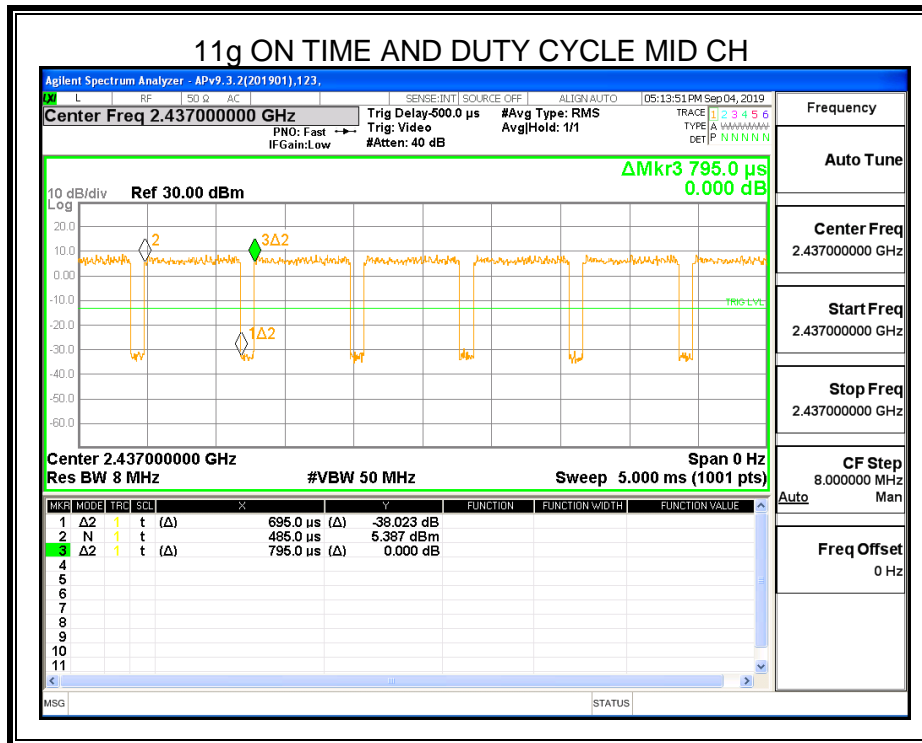 11g ON TIME AND DUTY CYCLE MID CH
Agilent Spectrum Analyzer - APv9.3.2(201901),123,
LXI L RF 50 Ω AC SENSE:INT SOURCE OFF ALIGN AUTO 05:13:51 PM Sep 04, 2019
Center Freq 2.437000000 GHz
PNO: Fast
IFGain:Low
Trig Delay-500.0 µs
Trig: Video
#Atten: 40 dB
#Avg Type: RMS
Avg|Hold: 1/1
TRACE 1 2 3 4 5 6
TYPE A WWWWWW
DET P N N N N N
ΔMkr3 795.0 µs
0.000 dB
10 dB/div Ref 30.00 dBm
Log
20.0
10.0
0.00
-10.0
-20.0
-30.0
-40.0
-50.0
-60.0
2
3Δ2
1Δ2
TRIG LVL
Center 2.437000000 GHz Span 0 Hz
Res BW 8 MHz #VBW 50 MHz Sweep 5.000 ms (1001 pts)
MKR MODE TRC SCL X Y FUNCTION FUNCTION WIDTH FUNCTION VALUE
1 Δ2 1 t (Δ) 695.0 µs (Δ) -38.023 dB
2 N 1 t 485.0 µs 5.387 dBm
3 Δ2 1 t (Δ) 795.0 µs (Δ) 0.000 dB
4
5
6
7
8
9
10
11
MSG STATUS
Frequency
Auto Tune
Center Freq
2.437000000 GHz
Start Freq
2.437000000 GHz
Stop Freq
2.437000000 GHz
CF Step
8.000000 MHz
Auto Man
Freq Offset
0 Hz